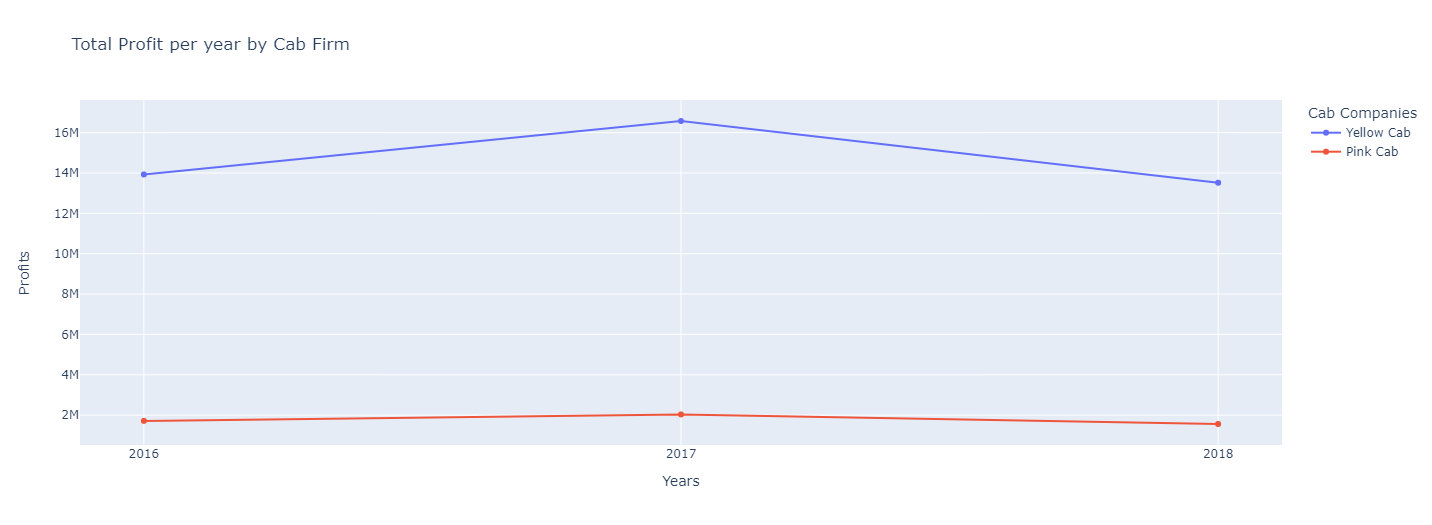 Total Profit per year by Cab Firm
Cab Companies
Yellow Cab
Pink Cab
Profits
16M
14M
12M
10M
8M
6M
4M
2M
2016 2017 2018
Years